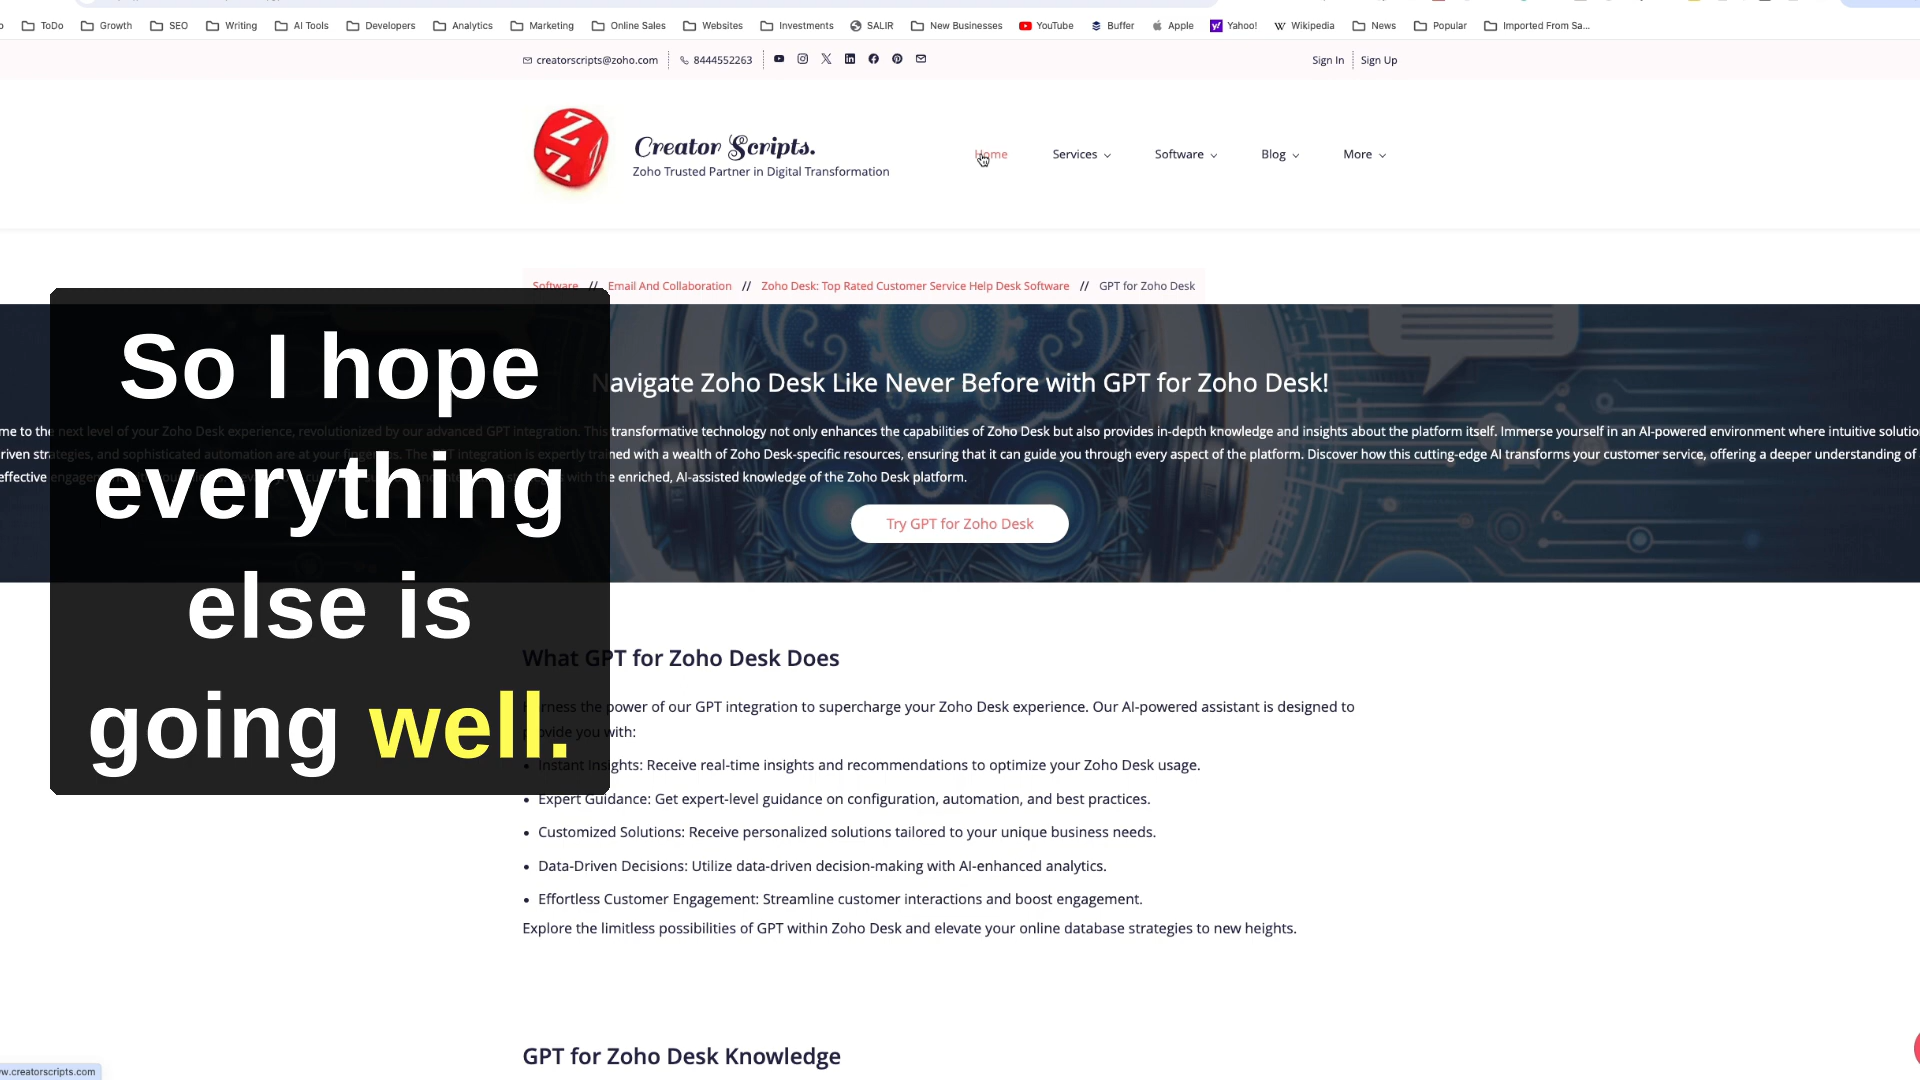 ToDo Growth SEO Writing AI Tools Developers Analytics Marketing Online Sales Websites Investments SALIR New Businesses YouTube Buffer Apple Yahoo! Wikipedia News Popular Imported From Sa...
creatorscripts@zoho.com 8444552263 Sign In Sign Up
Creator Scripts.
Zoho Trusted Partner in Digital Transformation
Home Services Software Blog More
Software // Email And Collaboration // Zoho Desk: Top Rated Customer Service Help Desk Software // GPT for Zoho Desk
So I hope
everything
else is
going well.
Navigate Zoho Desk Like Never Before with GPT for Zoho Desk!
me to the next level of your Zoho Desk experience, revolutionized by our advanced GPT integration. This transformative technology not only enhances the capabilities of Zoho Desk but also provides in-depth knowledge and insights about the platform itself. Immerse yourself in an AI-powered environment where intuitive solutio
riven strategies, and sophisticated automation are at your fingertips. The GPT Integration is expertly trained with a wealth of Zoho Desk-specific resources, ensuring that it can guide you through every aspect of the platform. Discover how this cutting-edge AI transforms your customer service, offering a deeper understanding of
effective with the enriched, AI-assisted knowledge of the Zoho Desk platform.
Try GPT for Zoho Desk
What GPT for Zoho Desk Does
Harness the power of our GPT integration to supercharge your Zoho Desk experience. Our AI-powered assistant is designed to
provide you with:
• Instant Insights: Receive real-time insights and recommendations to optimize your Zoho Desk usage.
• Expert Guidance: Get expert-level guidance on configuration, automation, and best practices.
• Customized Solutions: Receive personalized solutions tailored to your unique business needs.
• Data-Driven Decisions: Utilize data-driven decision-making with AI-enhanced analytics.
• Effortless Customer Engagement: Streamline customer interactions and boost engagement.
Explore the limitless possibilities of GPT within Zoho Desk and elevate your online database strategies to new heights.
GPT for Zoho Desk Knowledge
w.creatorscripts.com